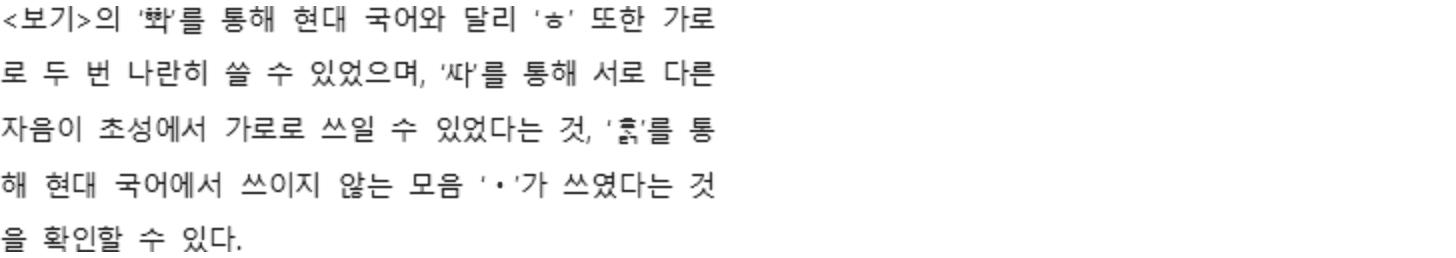 <보기>의 ‘ ’를 통해 현대 국어와 달리 ‘ㅎ’ 또한 가로
로 두 번 나란히 쓸 수 있었으며, ‘ᄯᅡ’를 통해 서로 다른
자음이 초성에서 가로로 쓰일 수 있었다는 것, ‘ᄒᆞᆰ’를 통
해 현대 국어에서 쓰이지 않는 모음 ‘ㆍ’가 쓰였다는 것
을 확인할 수 있다.